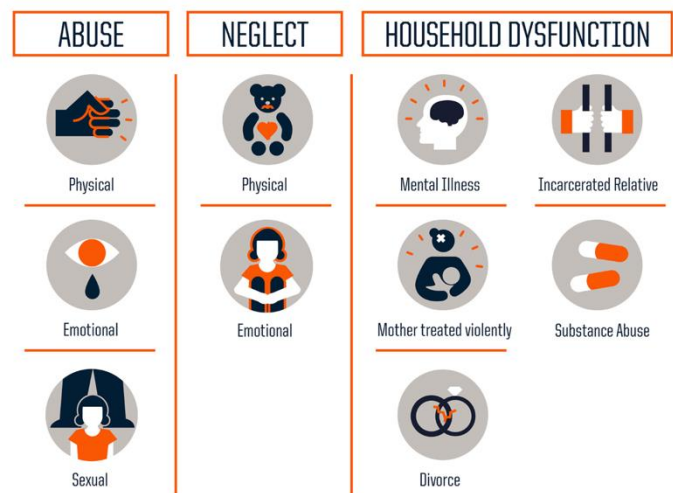 ABUSE
NEGLECT
HOUSEHOLD DYSFUNCTION
Physical
Physical
Mental Illness
Incarcerated Relative
Emotional
Emotional
Mother treated violently
Substance Abuse
Sexual
Divorce